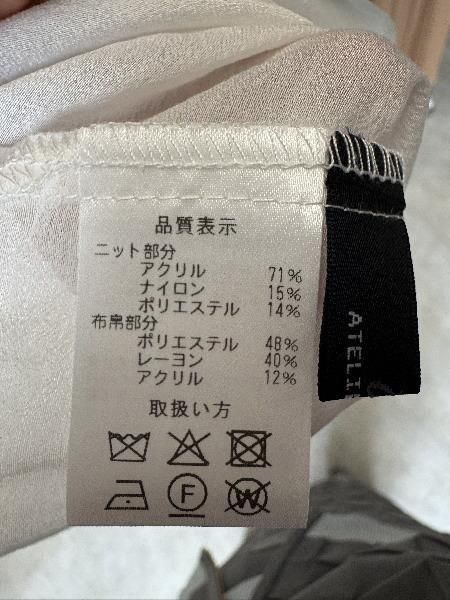 品質表示
ニット部分
アクリル 71%
ナイロン 15%
ポリエステル 14%
布帛部分
ポリエステル 48%
レーヨン 40%
アクリル 12%
取扱い方
F W